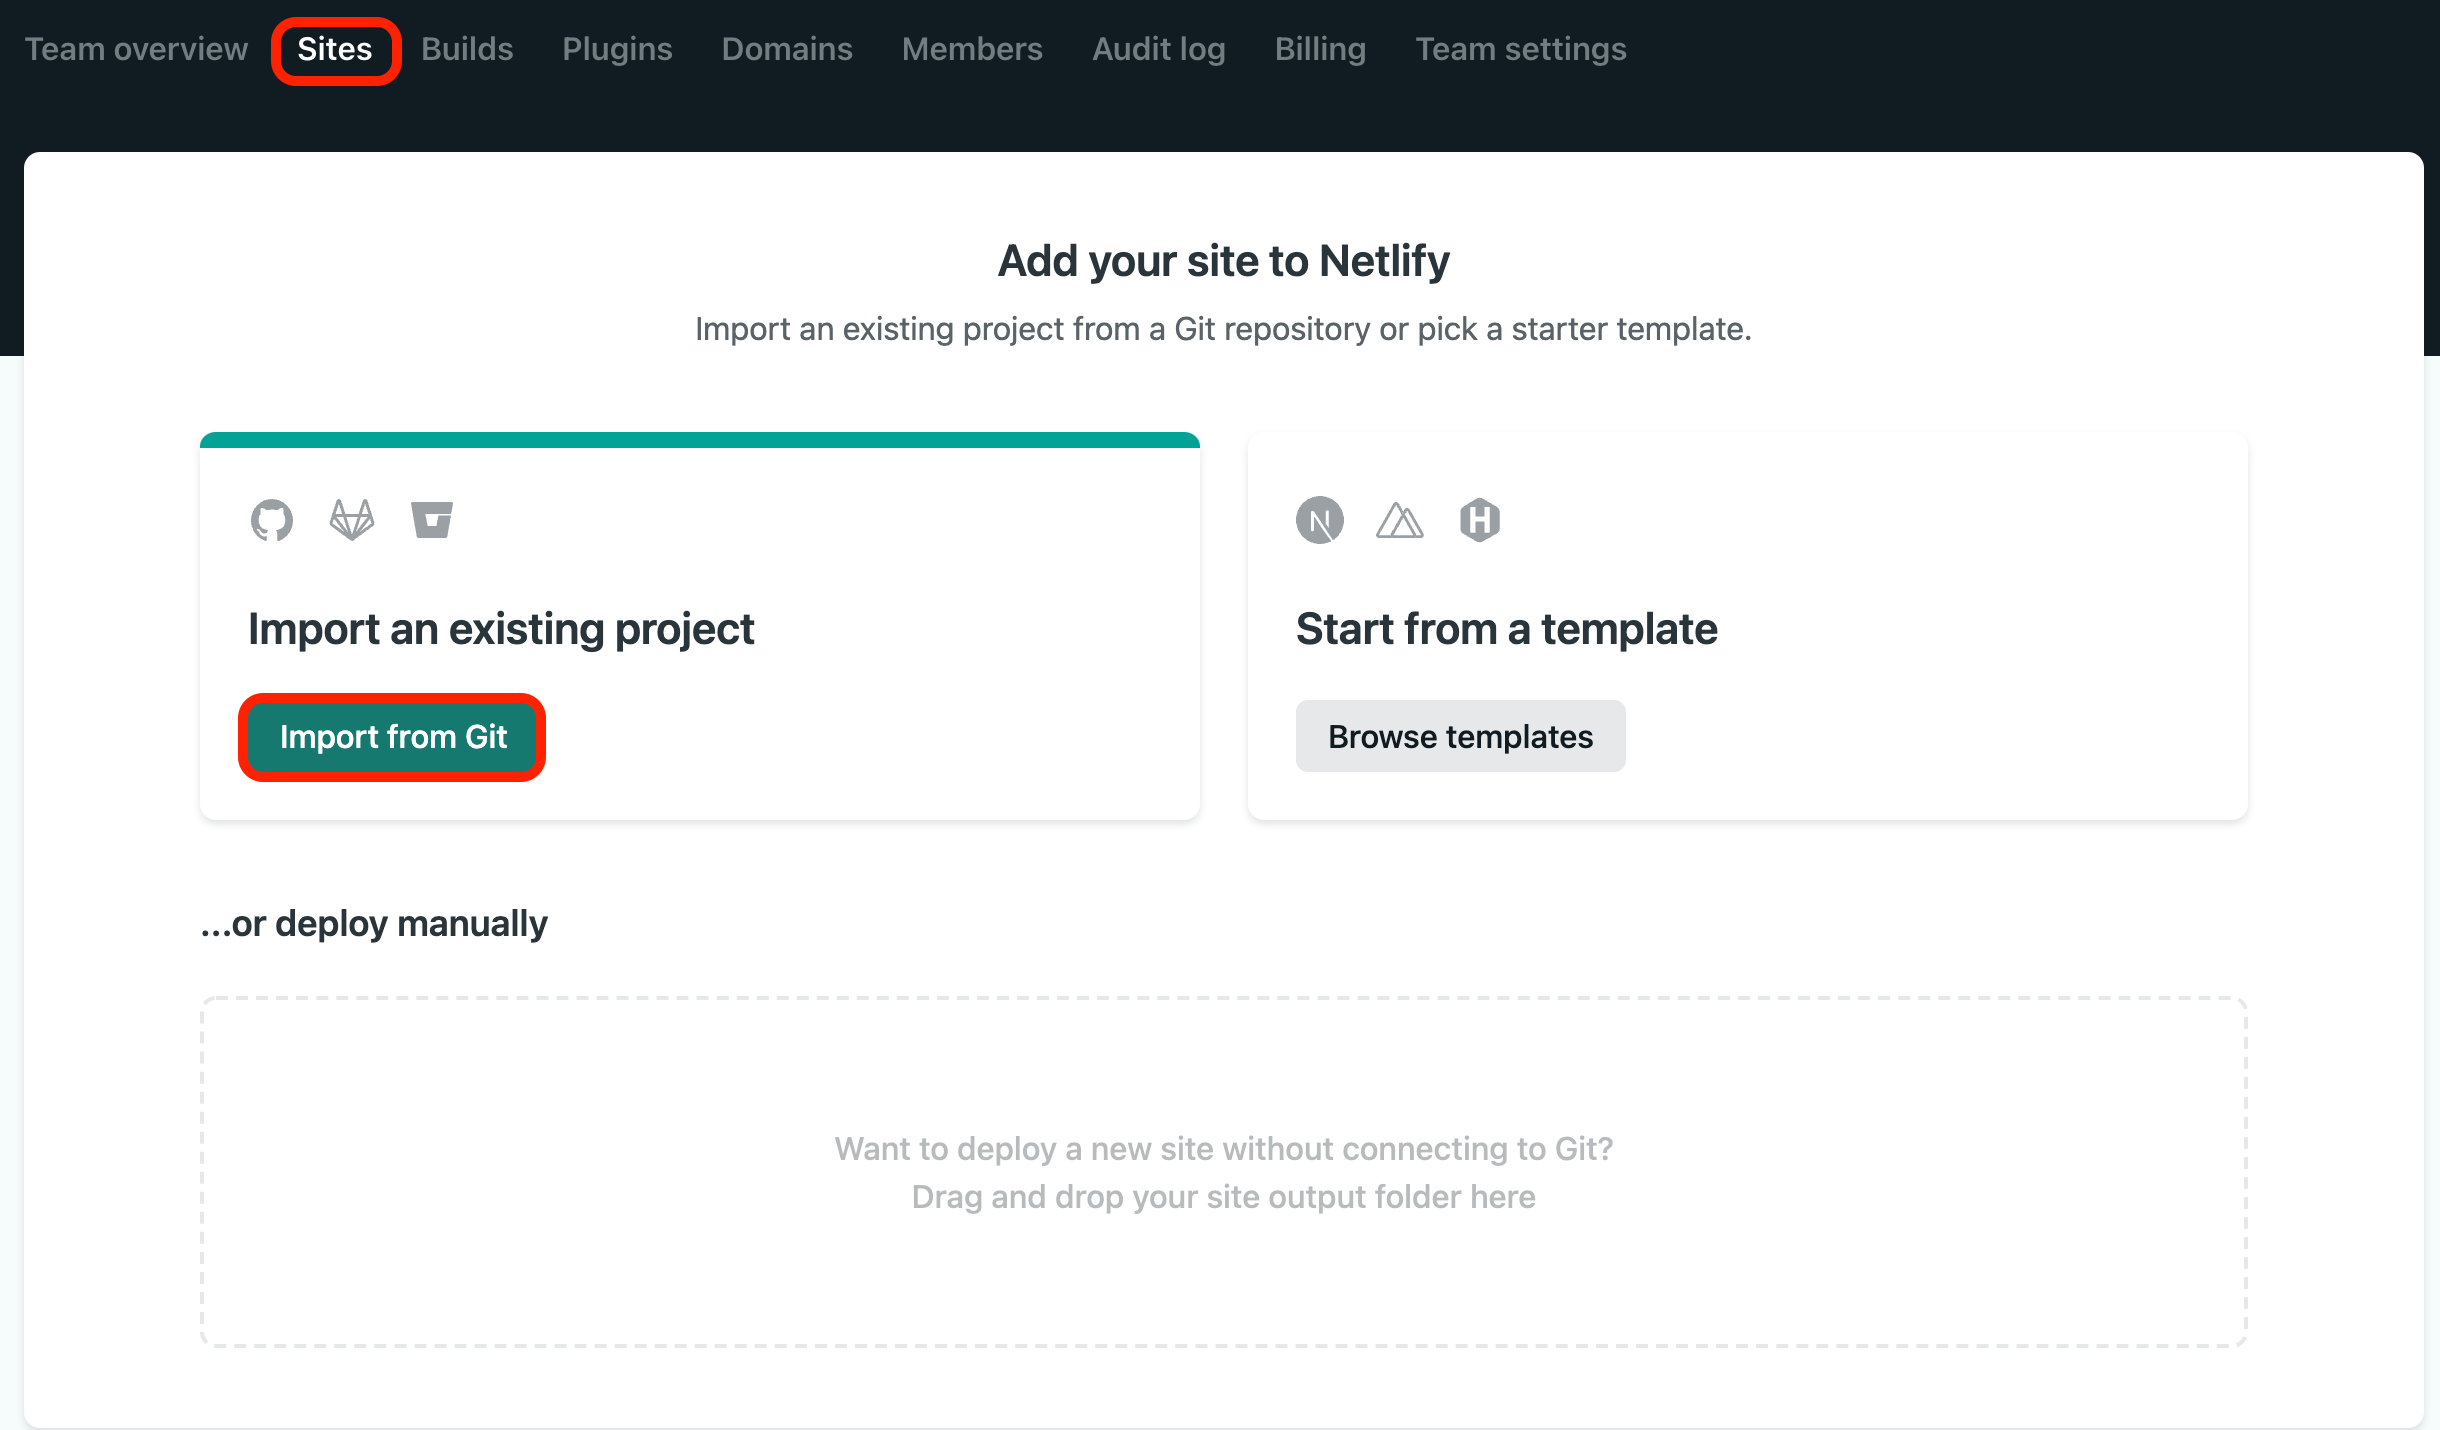 Team overview Sites Builds Plugins Domains Members Audit log Billing Team settings
Add your site to Netlify
Import an existing project from a Git repository or pick a starter template.
Import an existing project
Import from Git
N
H
Start from a template
Browse templates
...or deploy manually
Want to deploy a new site without connecting to Git?
Drag and drop your site output folder here